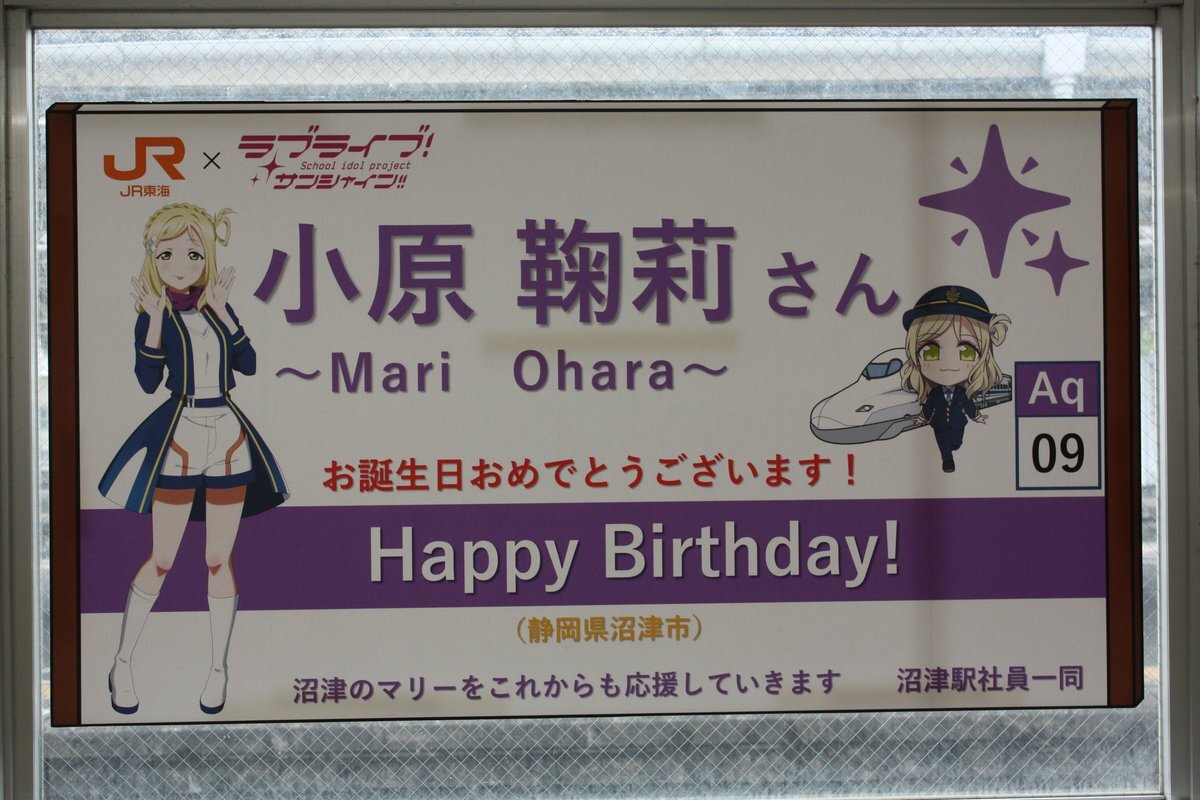 JR
JR東海
×
ラブライブ!
School idol project
サンシャイン!!
小原 鞠莉 さん
~Mari Ohara~
Aq
09
お誕生日おめでとうございます!
Happy Birthday!
(静岡県沼津市)
沼津のマリーをこれからも応援していきます 沼津駅社員一同